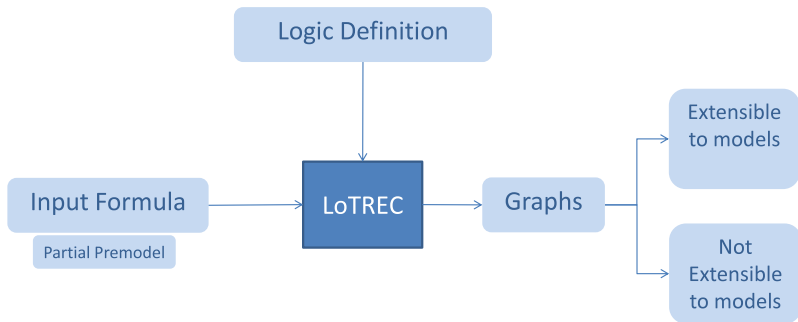 Logic Definition
Input Formula
Partial Premodel
LoTREC
Graphs
Extensible
to models
Not
Extensible
to models